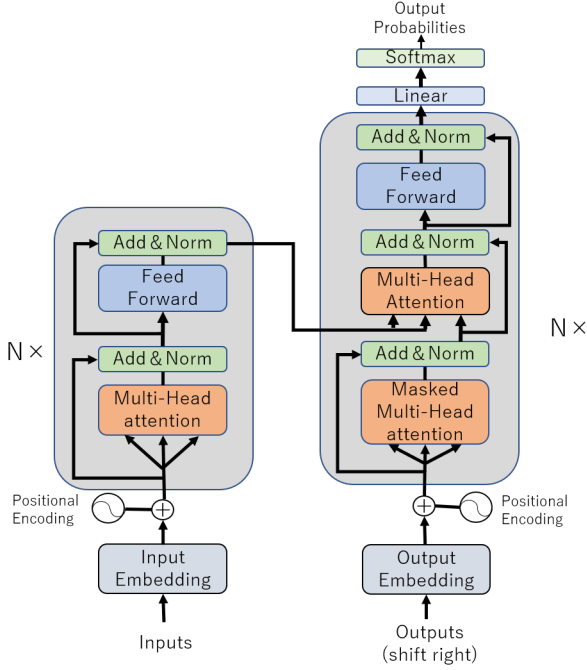 Output
Probabilities
Softmax
Linear
Add & Norm
Feed
Forward
Add & Norm
Multi-Head
Attention
Add & Norm
Masked
Multi-Head
attention
N ×
Positional
Encoding
Output
Embedding
Outputs
(shift right)
Add & Norm
Feed
Forward
Add & Norm
Multi-Head
attention
N ×
Positional
Encoding
Input
Embedding
Inputs